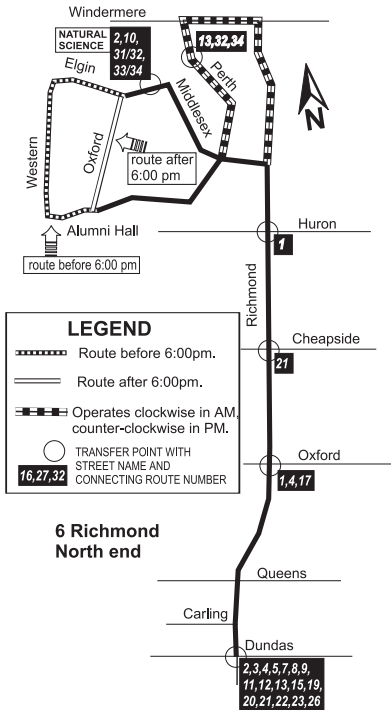 Windermere
NATURAL
SCIENCE
2,10,
31/32,
33/34
13,32,34
Elgin
Perth
Middlesex
N
Oxford
Western
route after
6:00 pm
Alumni Hall
route before 6:00 pm
Huron
1
Richmond
LEGEND
Route before 6:00pm.
Route after 6:00pm.
Operates clockwise in AM,
counter-clockwise in PM.
TRANSFER POINT WITH
STREET NAME AND
CONNECTING ROUTE NUMBER
16,27,32
Cheapside
21
Oxford
1,4,17
6 Richmond
North end
Queens
Carling
Dundas
2,3,4,5,7,8,9,
11,12,13,15,19,
20,21,22,23,26